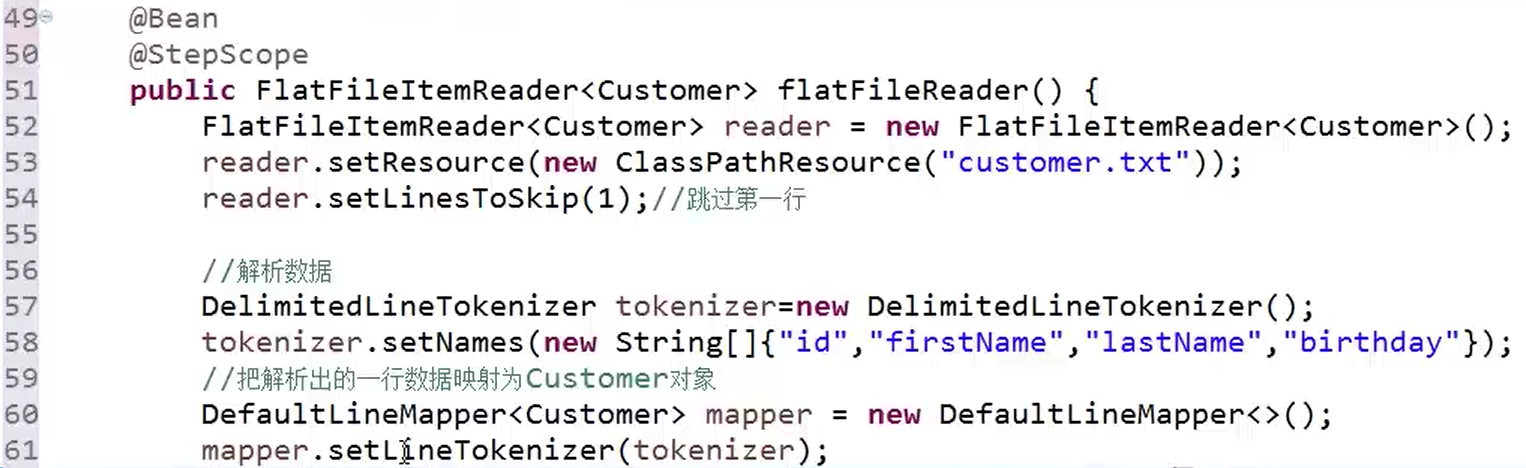 49 @Bean
50 @StepScope
51 public FlatFileItemReader<Customer> flatFileReader() {
52 FlatFileItemReader<Customer> reader = new FlatFileItemReader<Customer>();
53 reader.setResource(new ClassPathResource("customer.txt"));
54 reader.setLinesToSkip(1);//跳过第一行
55
56 //解析数据
57 DelimitedLineTokenizer tokenizer=new DelimitedLineTokenizer();
58 tokenizer.setNames(new String[]{"id","firstName","lastName","birthday"});
59 //把解析出的一行数据映射为Customer对象
60 DefaultLineMapper<Customer> mapper = new DefaultLineMapper<>();
61 mapper.setLineTokenizer(tokenizer);